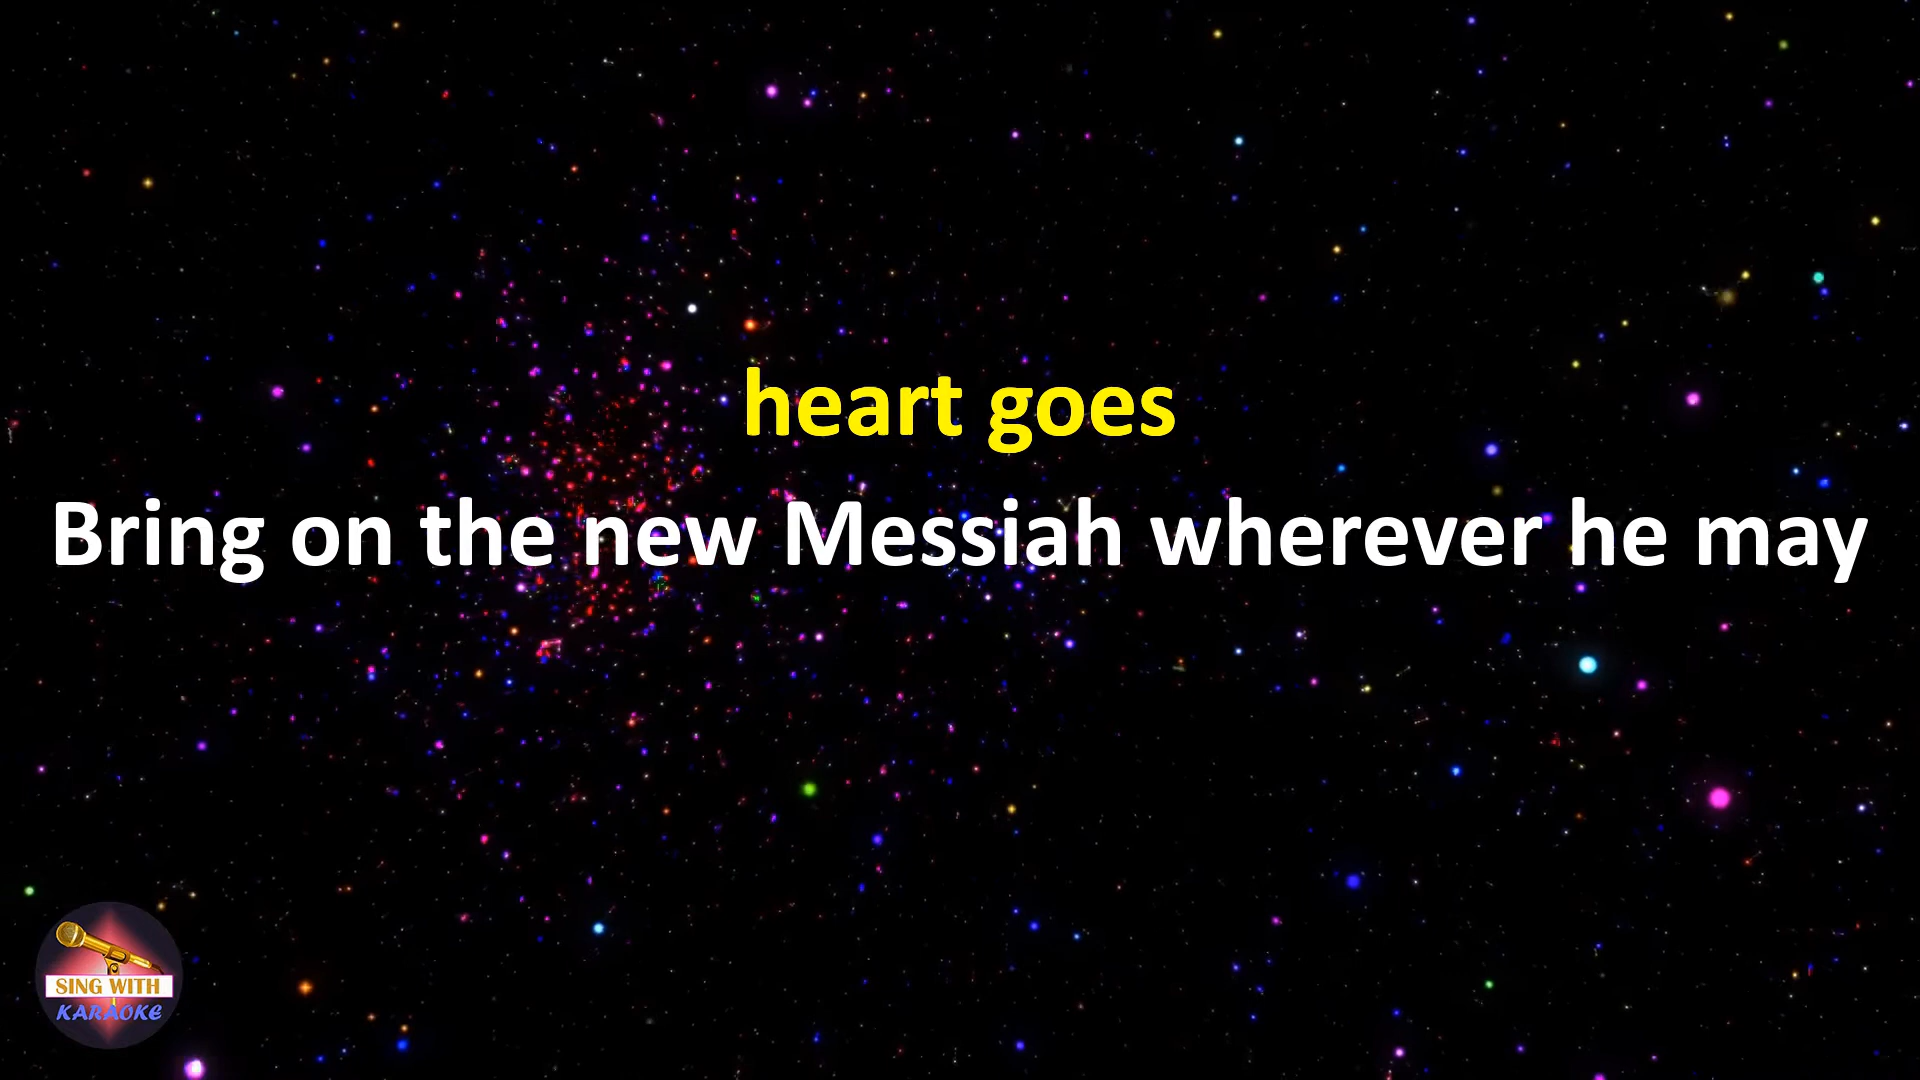 heart goes
Bring on the new Messiah wherever he may
SING WITH
KARAOKE